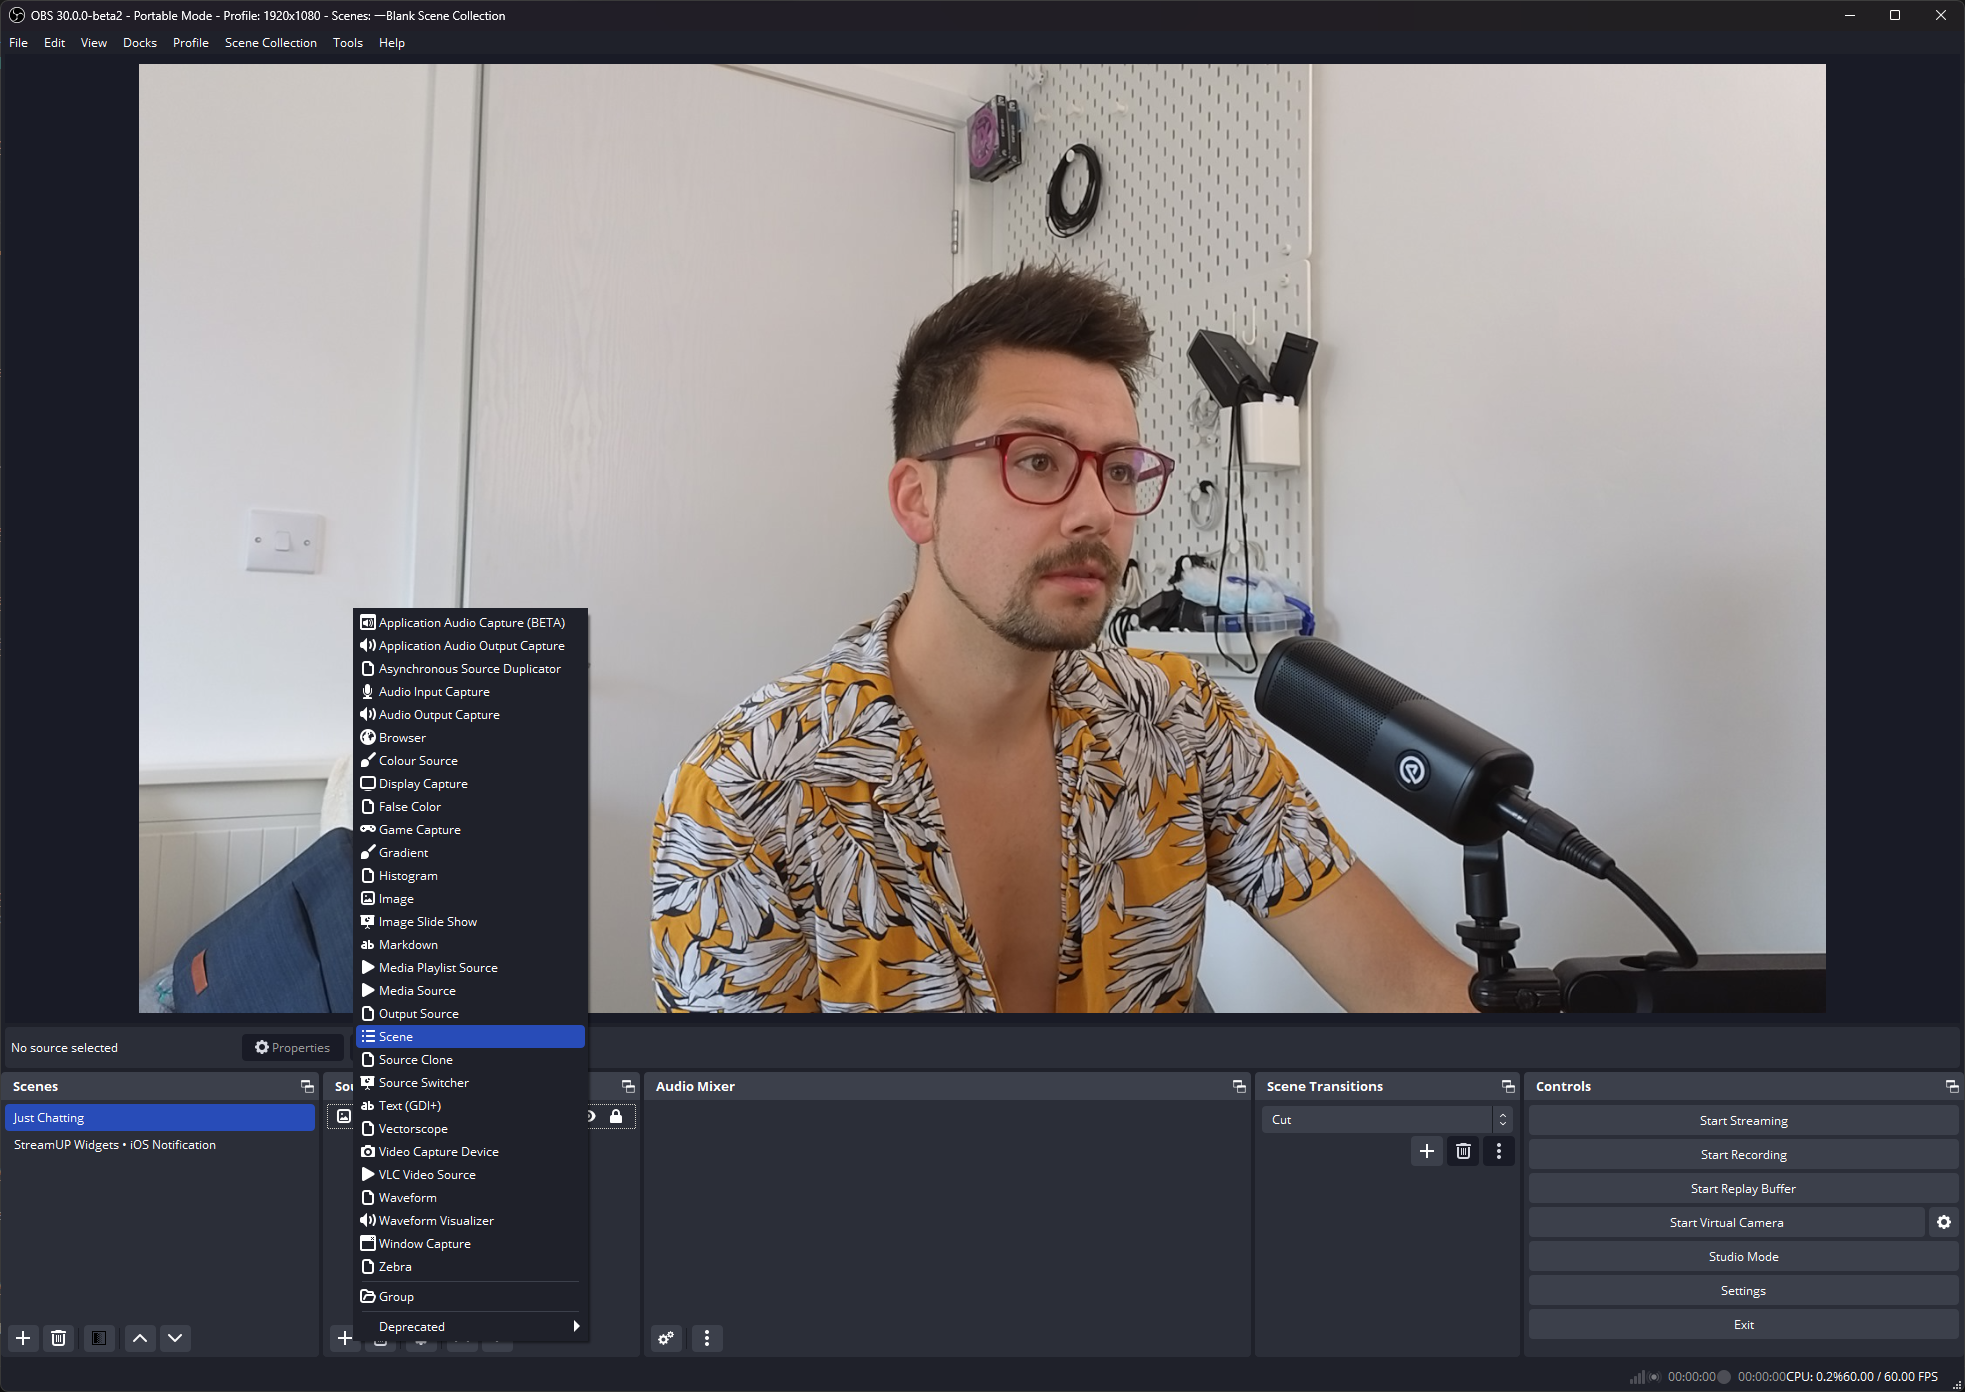 OBS 30.0.0-beta2 - Portable Mode - Profile: 1920x1080 - Scenes: —Blank Scene Collection
File Edit View Docks Profile Scene Collection Tools Help
Application Audio Capture (BETA)
Application Audio Output Capture
Asynchronous Source Duplicator
Audio Input Capture
Audio Output Capture
Browser
Colour Source
Display Capture
False Color
Game Capture
Gradient
Histogram
Image
Image Slide Show
Markdown
Media Playlist Source
Media Source
Output Source
Scene
Source Clone
Source Switcher
Text (GDI+)
Vectorscope
Video Capture Device
VLC Video Source
Waveform
Waveform Visualizer
Window Capture
Zebra
Group
Deprecated
No source selected
Properties
Scenes
Just Chatting
StreamUP Widgets • iOS Notification
Audio Mixer
Scene Transitions
Cut
Controls
Start Streaming
Start Recording
Start Replay Buffer
Start Virtual Camera
Studio Mode
Settings
Exit
00:00:00 00:00:00 CPU: 0.2% 60.00 / 60.00 FPS